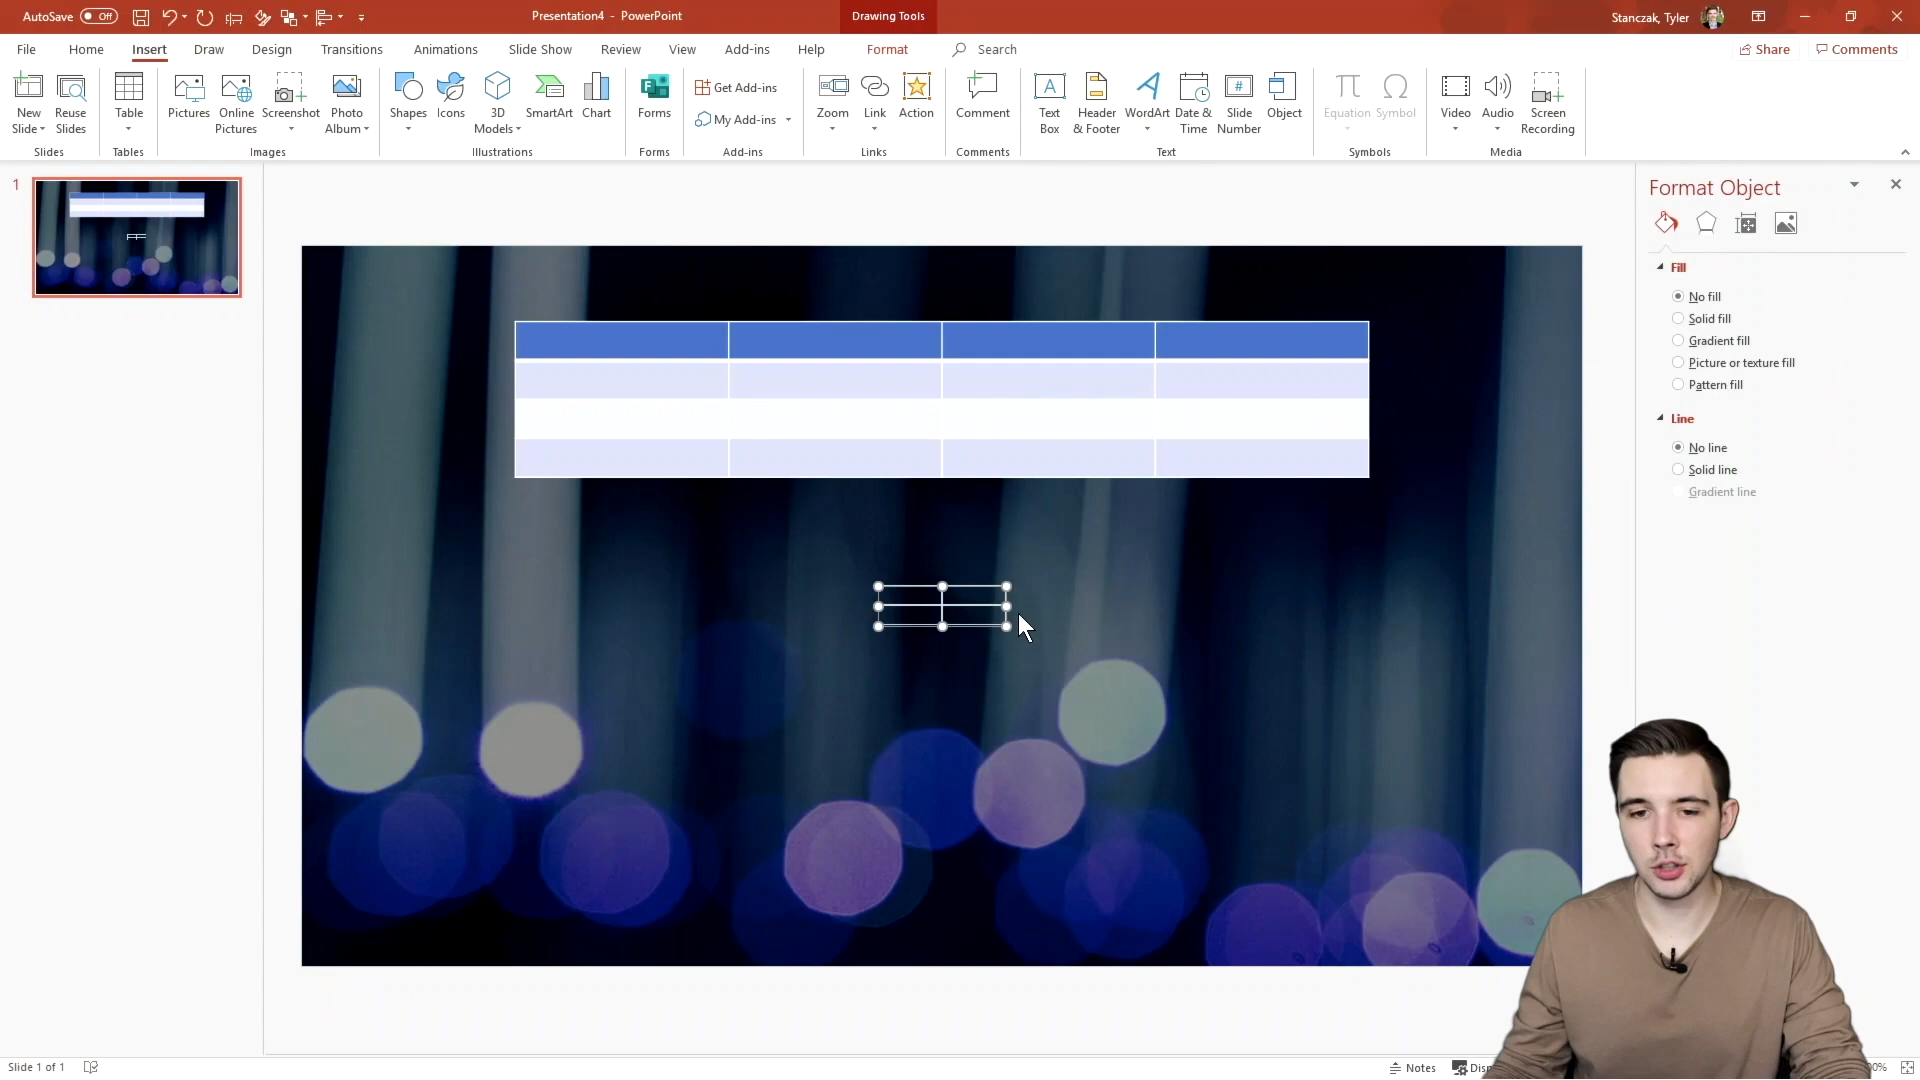 AutoSave Off
Presentation4 - PowerPoint
Drawing Tools
Stanczak, Tyler
File Home Insert Draw Design Transitions Animations Slide Show Review View Add-ins Help Format Search
Share Comments
New Slide
Reuse Slides
Table
Pictures
Online Pictures
Screenshot
Photo Album
Shapes
Icons
3D Models
SmartArt
Chart
Forms
Get Add-ins
My Add-ins
Zoom
Link
Action
Comment
Text Box
Header & Footer
WordArt
Date & Time
Slide Number
Object
Equation
Symbol
Video
Audio
Screen Recording
Slides Tables Images Illustrations Forms Add-ins Links Comments Text Symbols Media
1
Format Object
Fill
No fill
Solid fill
Gradient fill
Picture or texture fill
Pattern fill
Line
No line
Solid line
Gradient line
Slide 1 of 1
Notes